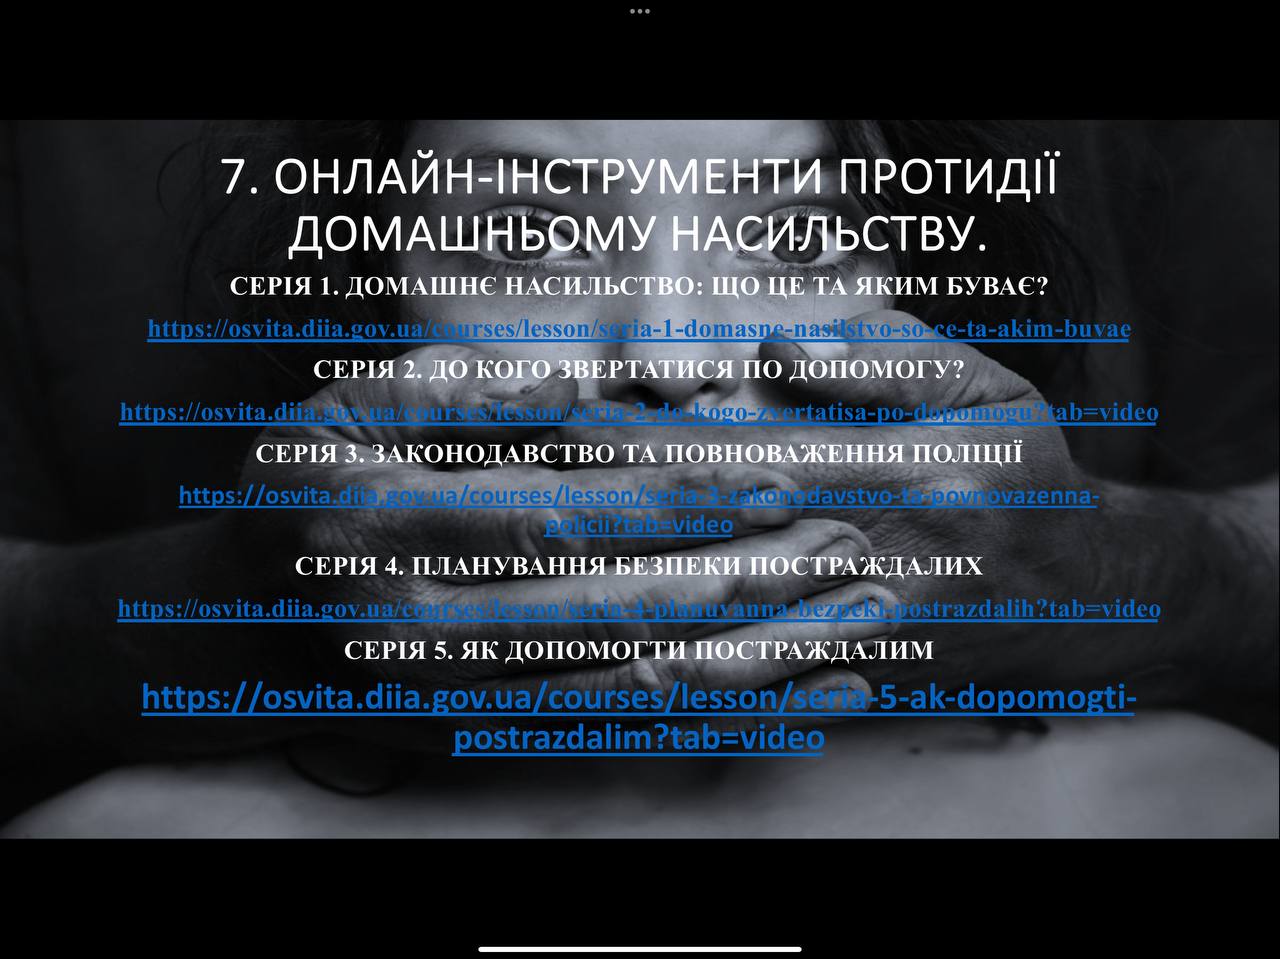 7. ОНЛАЙН-ІНСТРУМЕНТИ ПРОТИДІЇ
ДОМАШНЬОМУ НАСИЛЬСТВУ.
СЕРІЯ 1. ДОМАШНЄ НАСИЛЬСТВО: ЩО ЦЕ ТА ЯКИМ БУВАЄ?
https://osvita.diia.gov.ua/courses/lesson/seria-1-domasne-nasilstvo-so-ce-ta-akim-buvae
СЕРІЯ 2. ДО КОГО ЗВЕРТАТИСЯ ПО ДОПОМОГУ?
https://osvita.diia.gov.ua/courses/lesson/seria-2-do-kogo-zvertatisa-po-dopomogu?tab=video
СЕРІЯ 3. ЗАКОНОДАВСТВО ТА ПОВНОВАЖЕННЯ ПОЛІЦІЇ
https://osvita.diia.gov.ua/courses/lesson/seria-3-zakonodavstvo-ta-povnovazenna-
policii?tab=video
СЕРІЯ 4. ПЛАНУВАННЯ БЕЗПЕКИ ПОСТРАЖДАЛИХ
https://osvita.diia.gov.ua/courses/lesson/seria-4-planuvanna-bezpeki-postrazdalih?tab=video
СЕРІЯ 5. ЯК ДОПОМОГТИ ПОСТРАЖДАЛИМ
https://osvita.diia.gov.ua/courses/lesson/seria-5-ak-dopomogti-
postrazdalim?tab=video